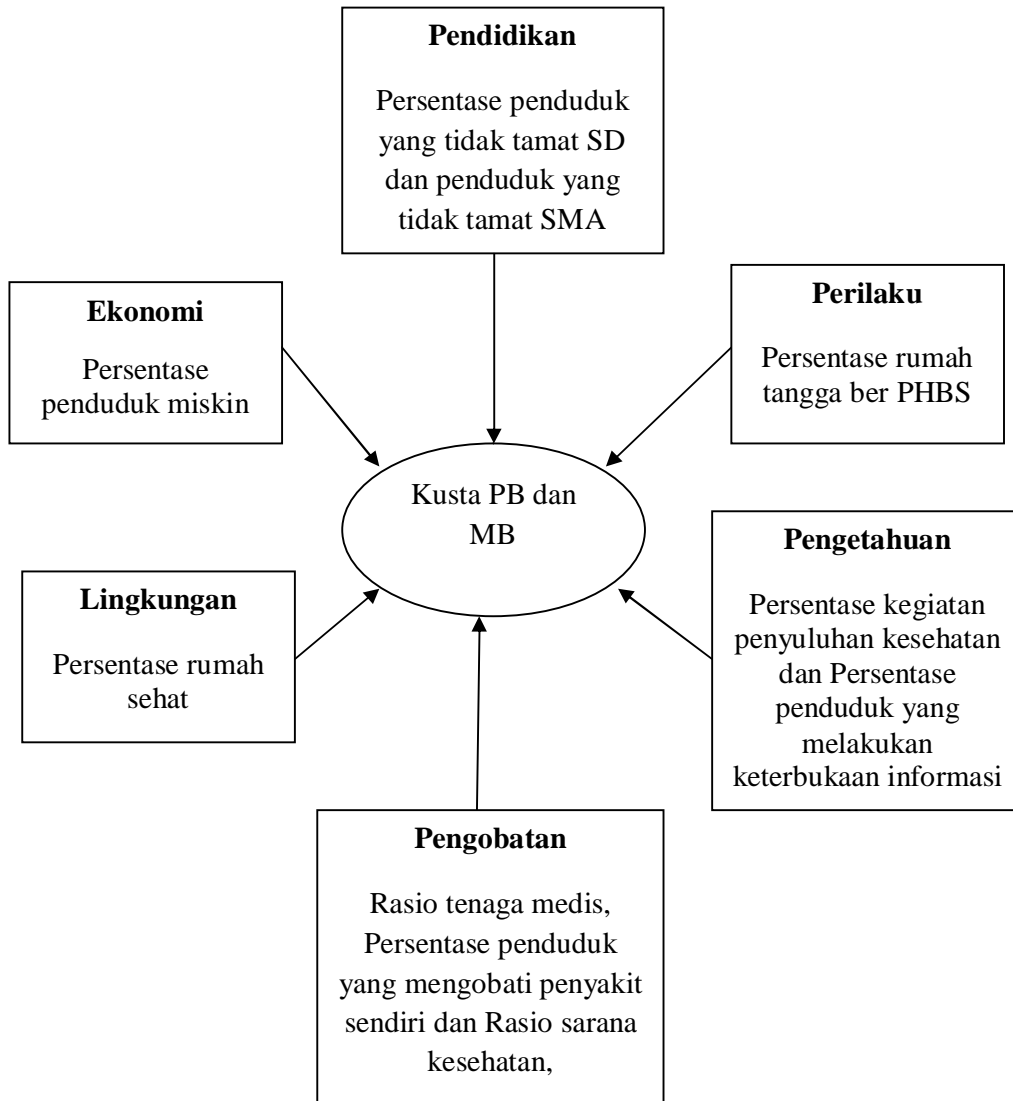 Pendidikan
Persentase penduduk
yang tidak tamat SD
dan penduduk yang
tidak tamat SMA
Ekonomi
Persentase
penduduk miskin
Perilaku
Persentase rumah
tangga ber PHBS
Kusta PB dan
MB
Lingkungan
Persentase rumah
sehat
Pengetahuan
Persentase kegiatan
penyuluhan kesehatan
dan Persentase
penduduk yang
melakukan
keterbukaan informasi
Pengobatan
Rasio tenaga medis,
Persentase penduduk
yang mengobati penyakit
sendiri dan Rasio sarana
kesehatan,